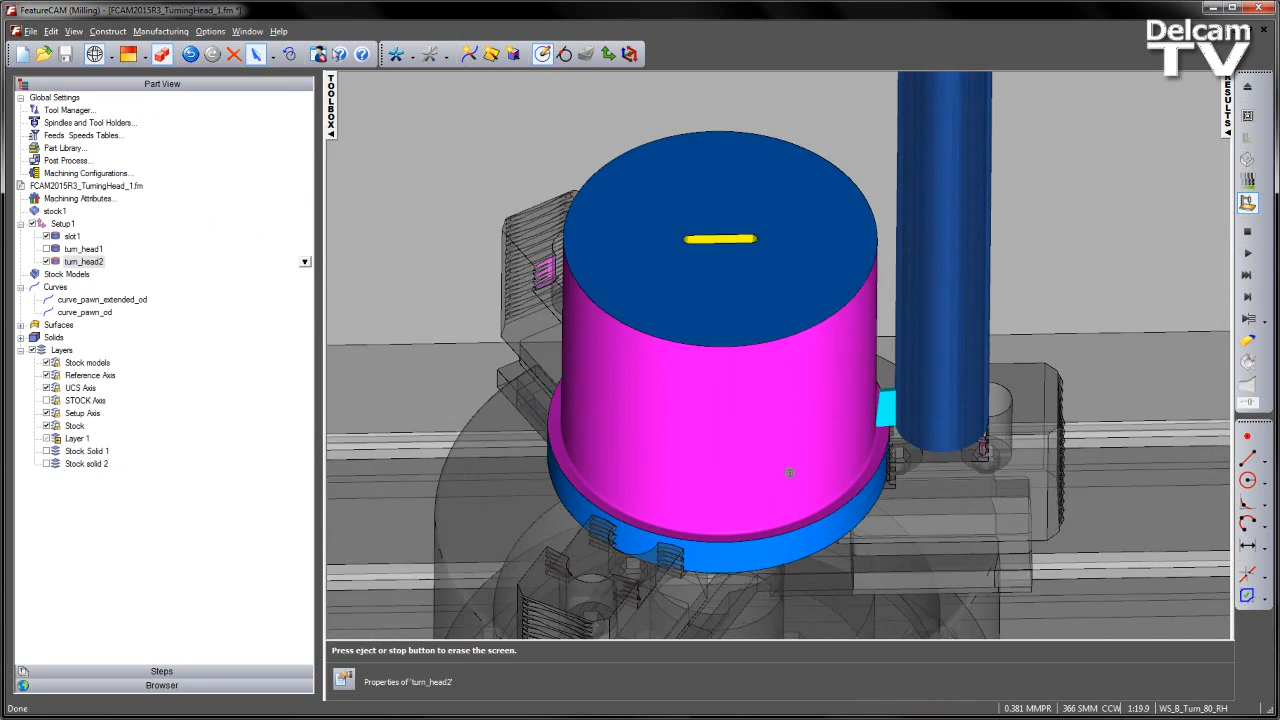 FeatureCAM (Milling) - [FCAM2015R3_TurningHead_1.fm *]
File Edit View Construct Manufacturing Options Window Help
Delcam
TV
Part View
Global Settings
Tool Manager...
Spindles and Tool Holders...
Feeds Speeds Tables...
Part Library...
Post Process...
Machining Configurations...
FCAM2015R3_TurningHead_1.fm
Machining Attributes...
stock1
Setup1
slot1
turn_head1
turn_head2
Stock Models
Curves
curve_pawn_extended_od
curve_pawn_od
Surfaces
Solids
Layers
Stock models
Reference Axis
UCS Axis
STOCK Axis
Setup Axis
Stock
Layer 1
Stock Solid 1
Stock solid 2
Steps
Browser
TOOLBOX
RESULTS
Press eject or stop button to erase the screen.
Properties of 'turn_head2'
Done
0.381 MMPR
366 SMM CCW
1:19.9
WS_B_Turn_80_RH